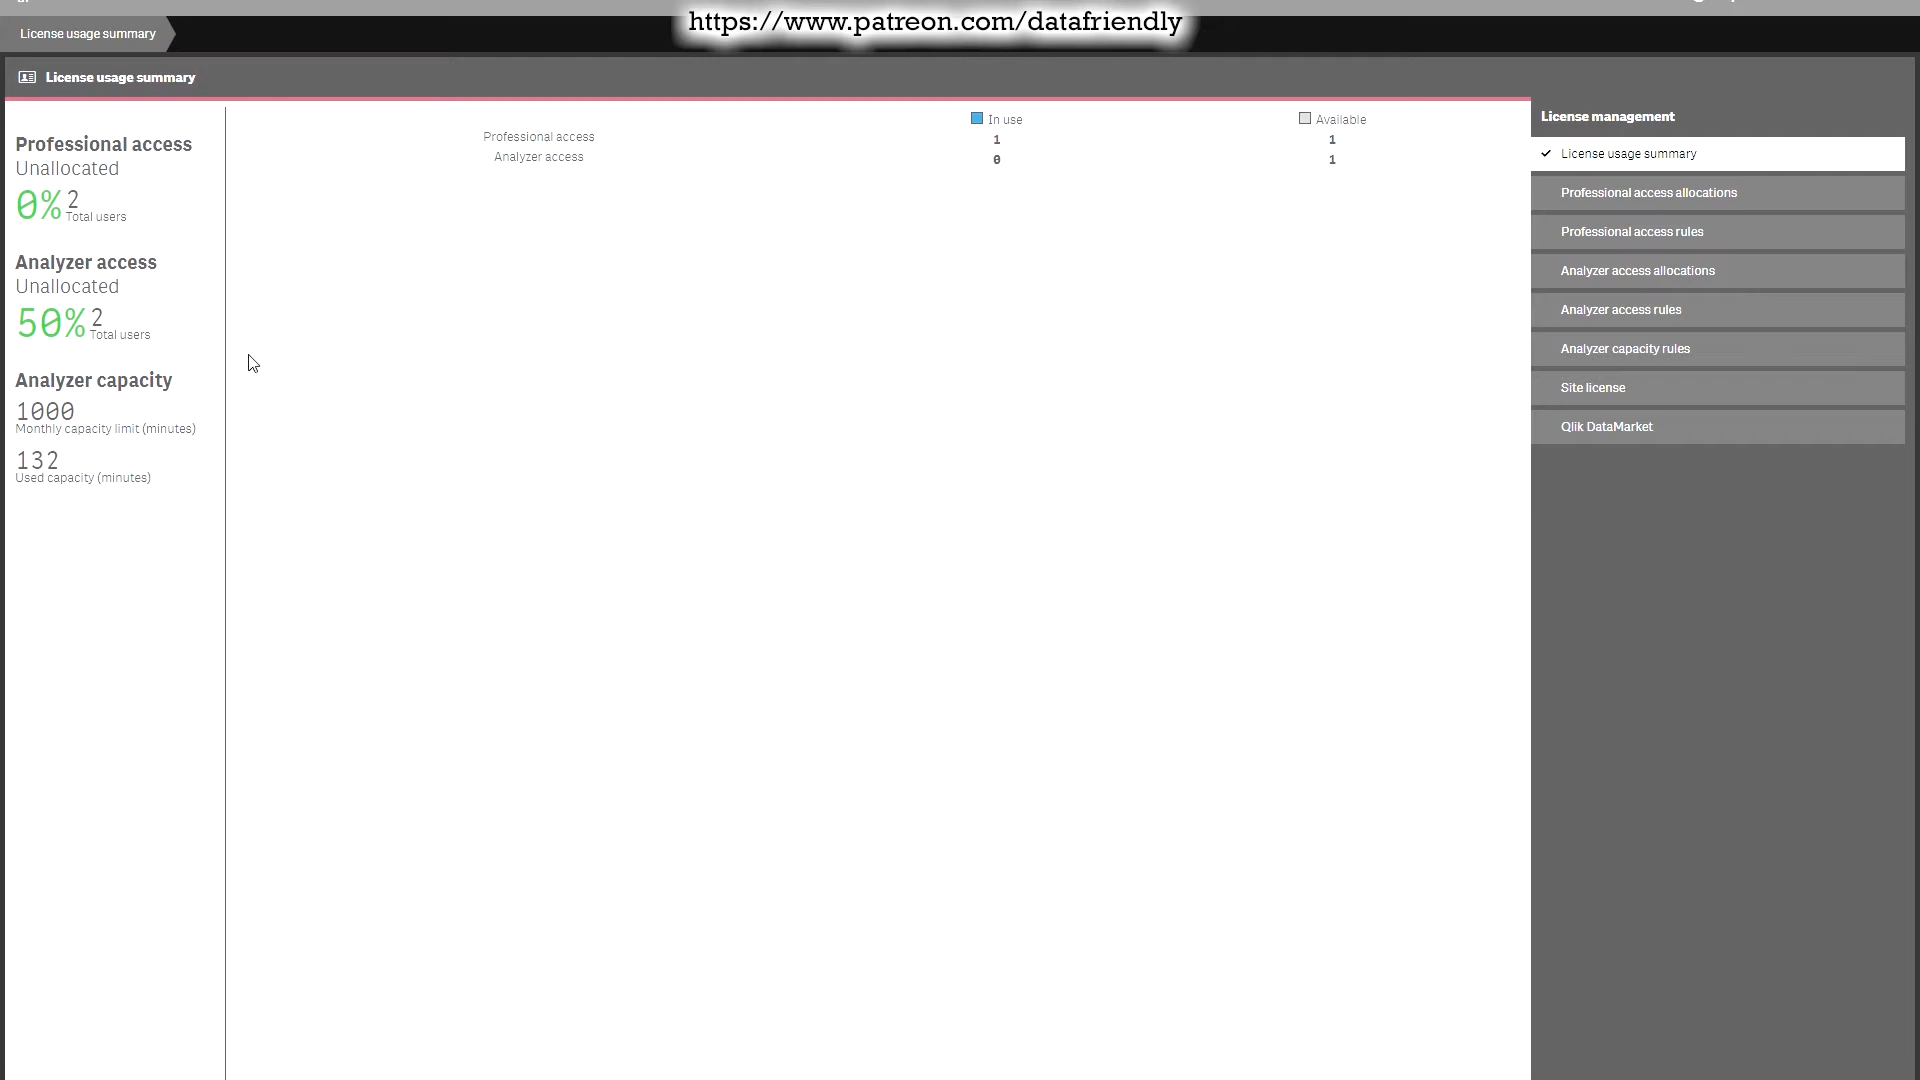 https://www.patreon.com/datafriendly
License usage summary
License usage summary
Professional access
Unallocated
0% 2
Total users
Analyzer access
Unallocated
50% 2
Total users
Analyzer capacity
1000
Monthly capacity limit (minutes)
132
Used capacity (minutes)
In use Available
Professional access 1 1
Analyzer access 0 1
License management
License usage summary
Professional access allocations
Professional access rules
Analyzer access allocations
Analyzer access rules
Analyzer capacity rules
Site license
Qlik DataMarket